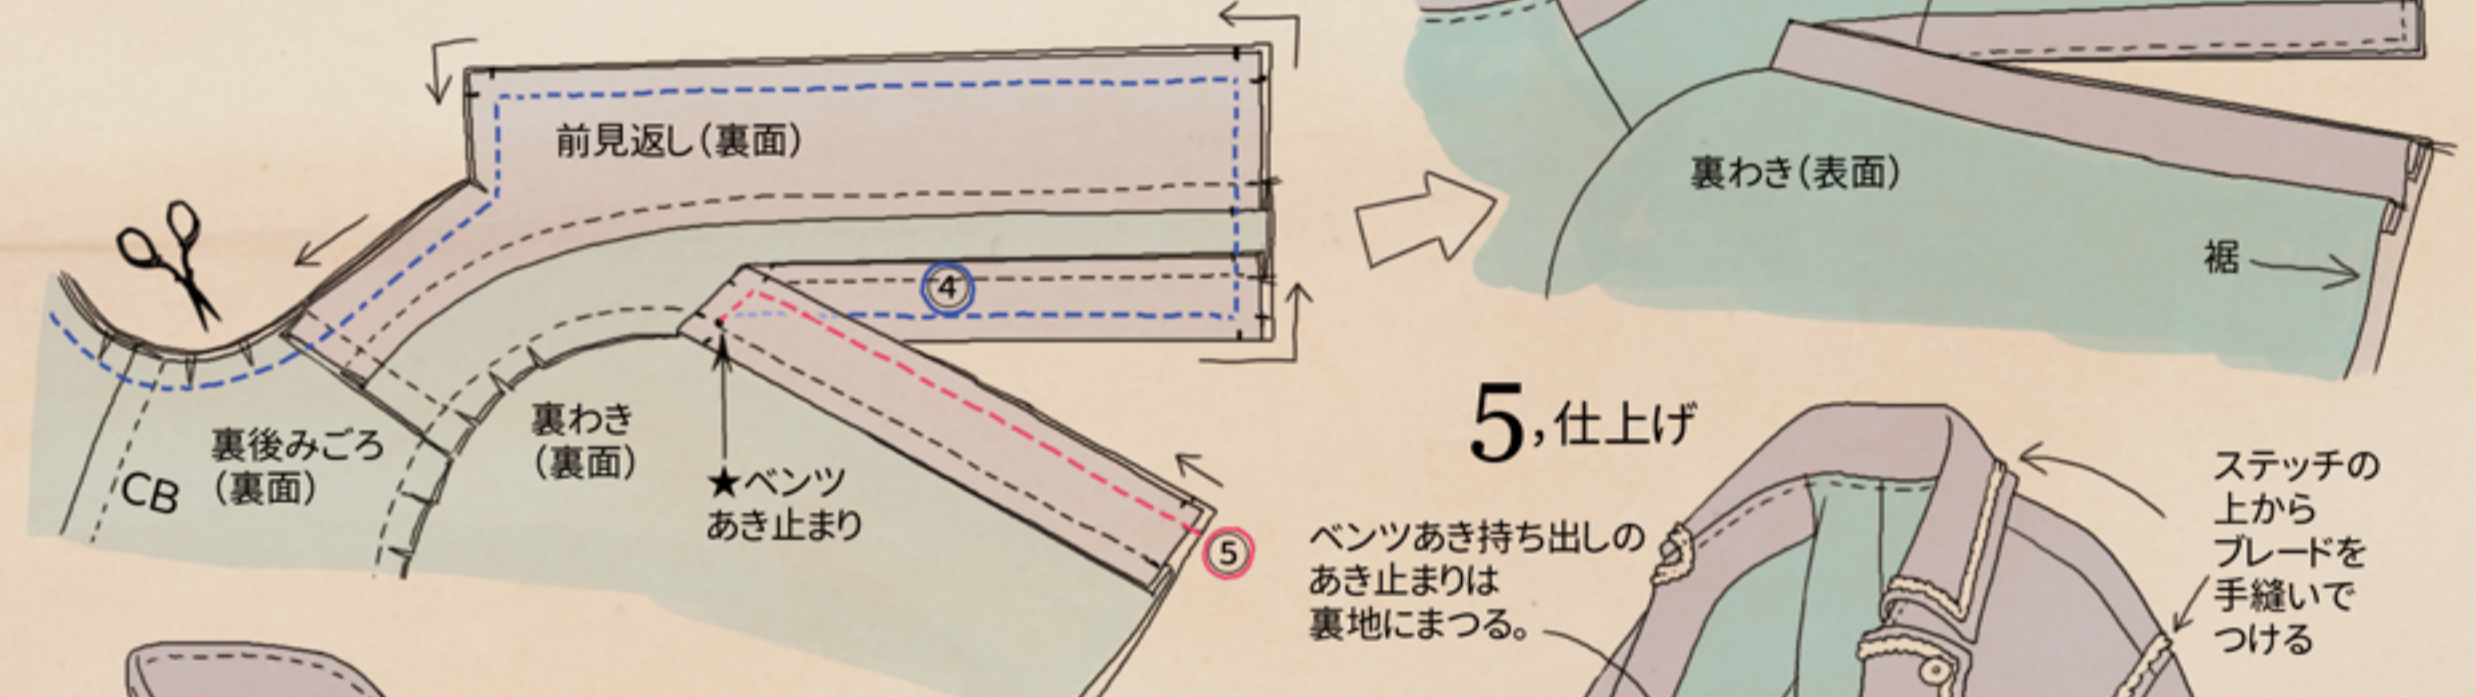 前見返し(裏面)
④
裏後みごろ
(裏面)
CB
裏わき
(裏面)
★ベンツ
あき止まり
⑤
裏わき(表面)
裾
5,仕上げ
ベンツあき持ち出しの
あき止まりは
裏地にまつる。
ステッチの
上から
ブレードを
手縫いで
つける